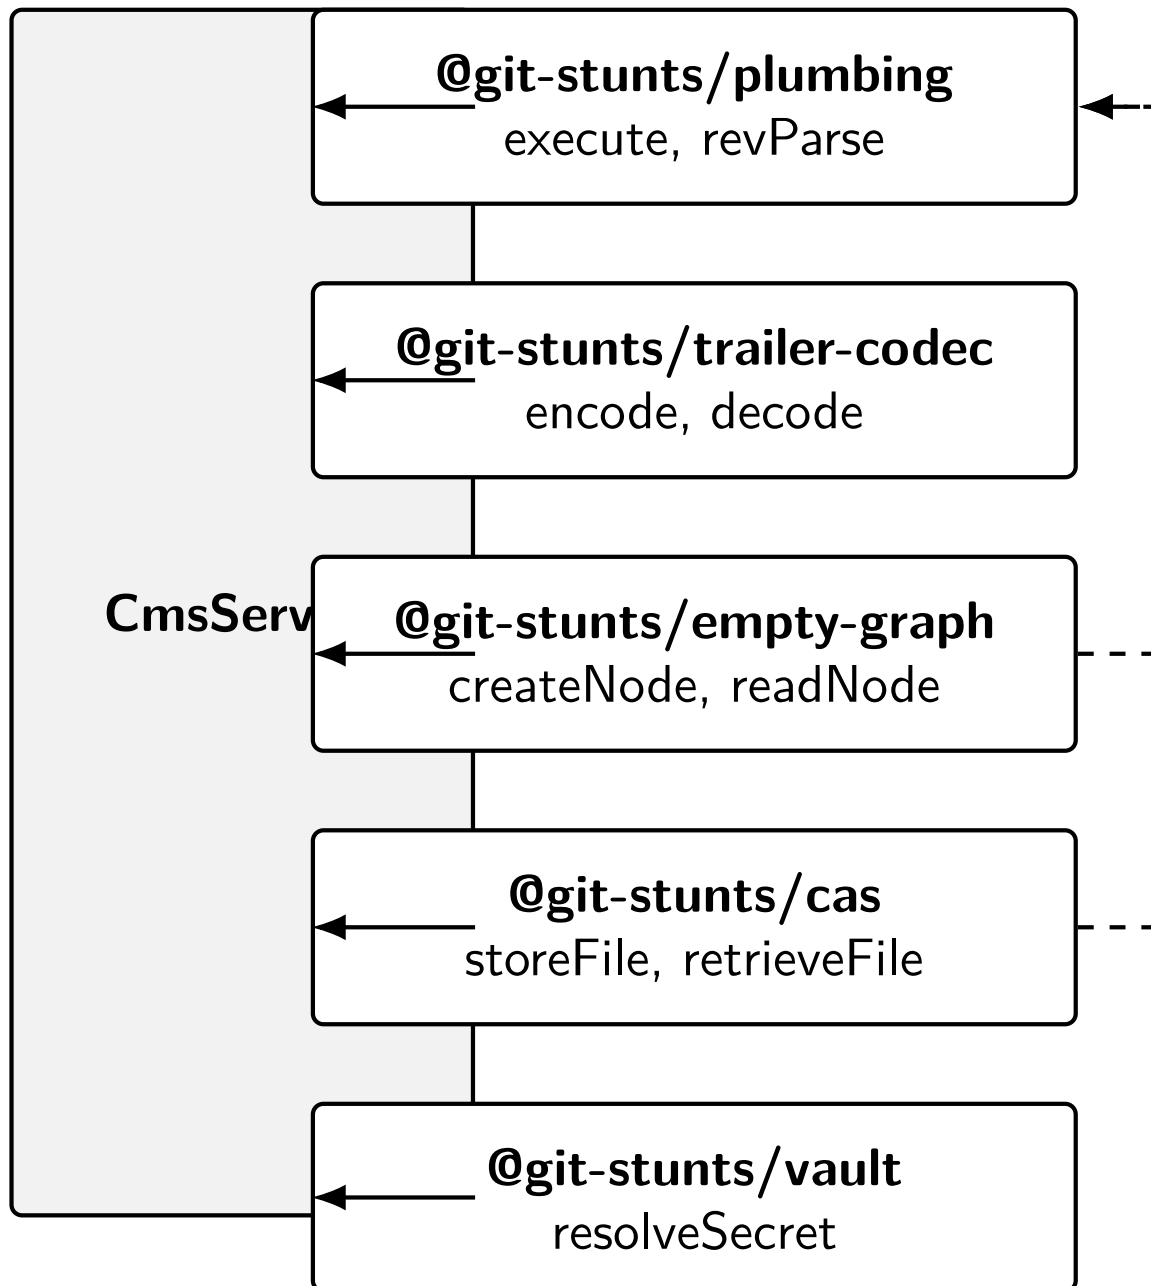 @git-stunts/plumbing
execute, revParse
@git-stunts/trailer-codec
encode, decode
CmsServ
@git-stunts/empty-graph
createNode, readNode
@git-stunts/cas
storeFile, retrieveFile
@git-stunts/vault
resolveSecret